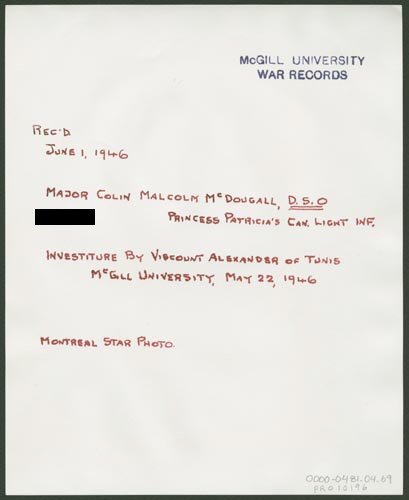 McGILL UNIVERSITY
WAR RECORDS
REC'D
JUNE 1, 1946
MAJOR COLIN MALCOLM McDOUGALL, D.S.O
PRINCESS PATRICIA'S CAN. LIGHT INF.
INVESTITURE BY VISCOUNT ALEXANDER OF TUNIS
McGILL UNIVERSITY, MAY 22, 1946
MONTREAL STAR PHOTO.
0000-0481.04.69
PR010196